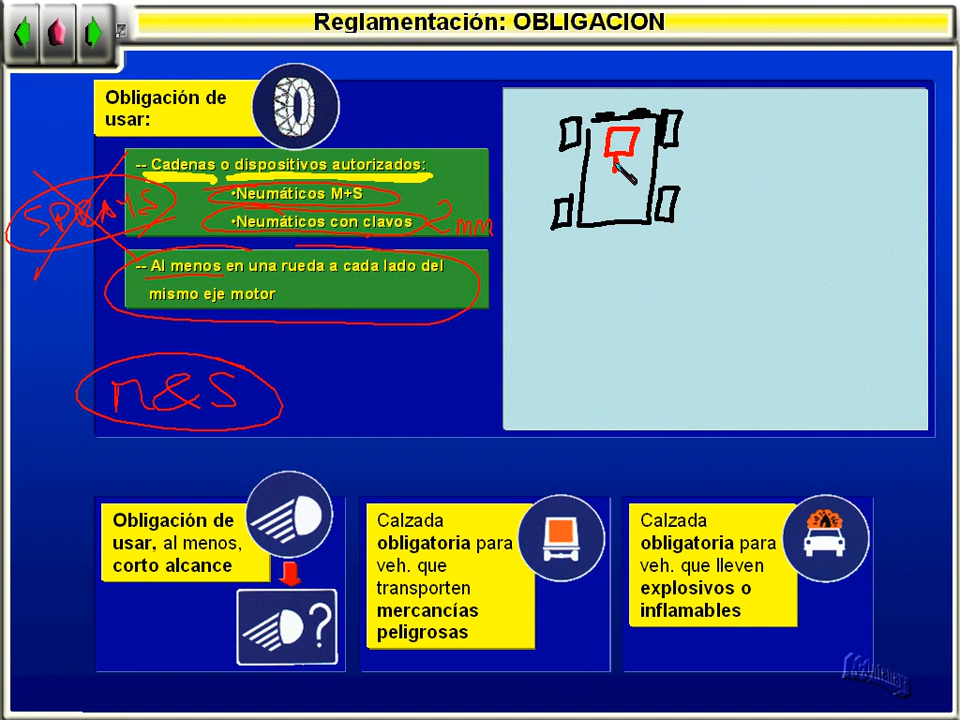 Reglamentación: OBLIGACION
Obligación de
usar:
-- Cadenas o dispositivos autorizados:
•Neumáticos M+S
•Neumáticos con clavos
2 mm
SPRAYS
-- Al menos en una rueda a cada lado del
mismo eje motor
M&S
Obligación de
usar, al menos,
corto alcance
?
Calzada
obligatoria para
veh. que
transporten
mercancías
peligrosas
Calzada
obligatoria para
veh. que lleven
explosivos o
inflamables